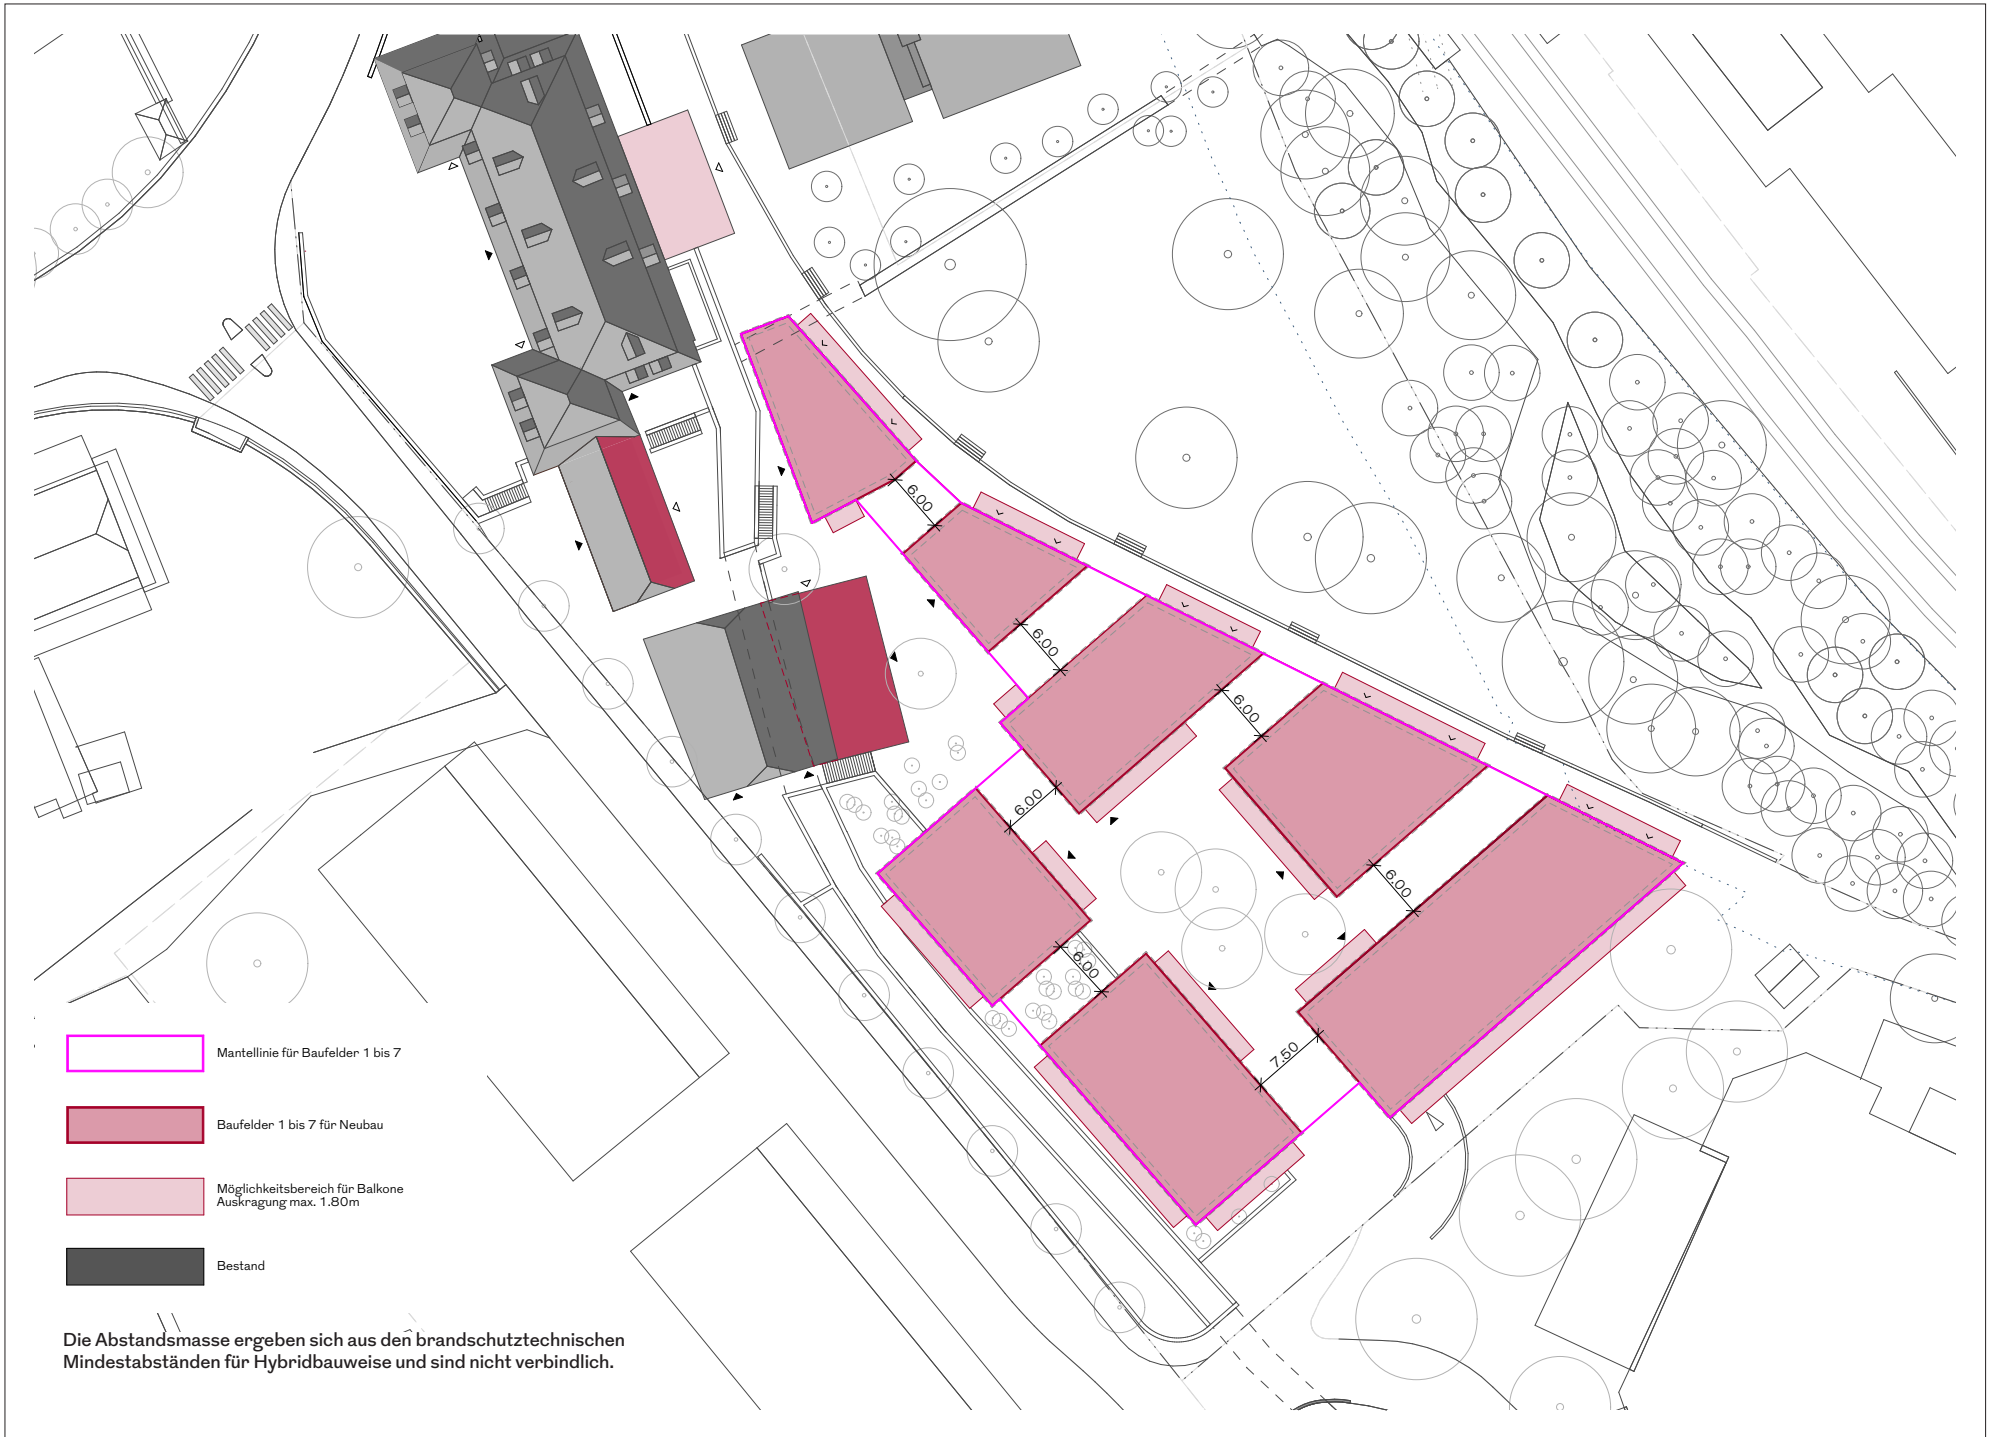 6.00
6.00
6.00
6.00
6.00
6.00
7.50
Mantellinie für Baufelder 1 bis 7
Baufelder 1 bis 7 für Neubau
Möglichkeitsbereich für Balkone
Auskragung max. 1.80m
Bestand
Die Abstandsmasse ergeben sich aus den brandschutztechnischen
Mindestabständen für Hybridbauweise und sind nicht verbindlich.